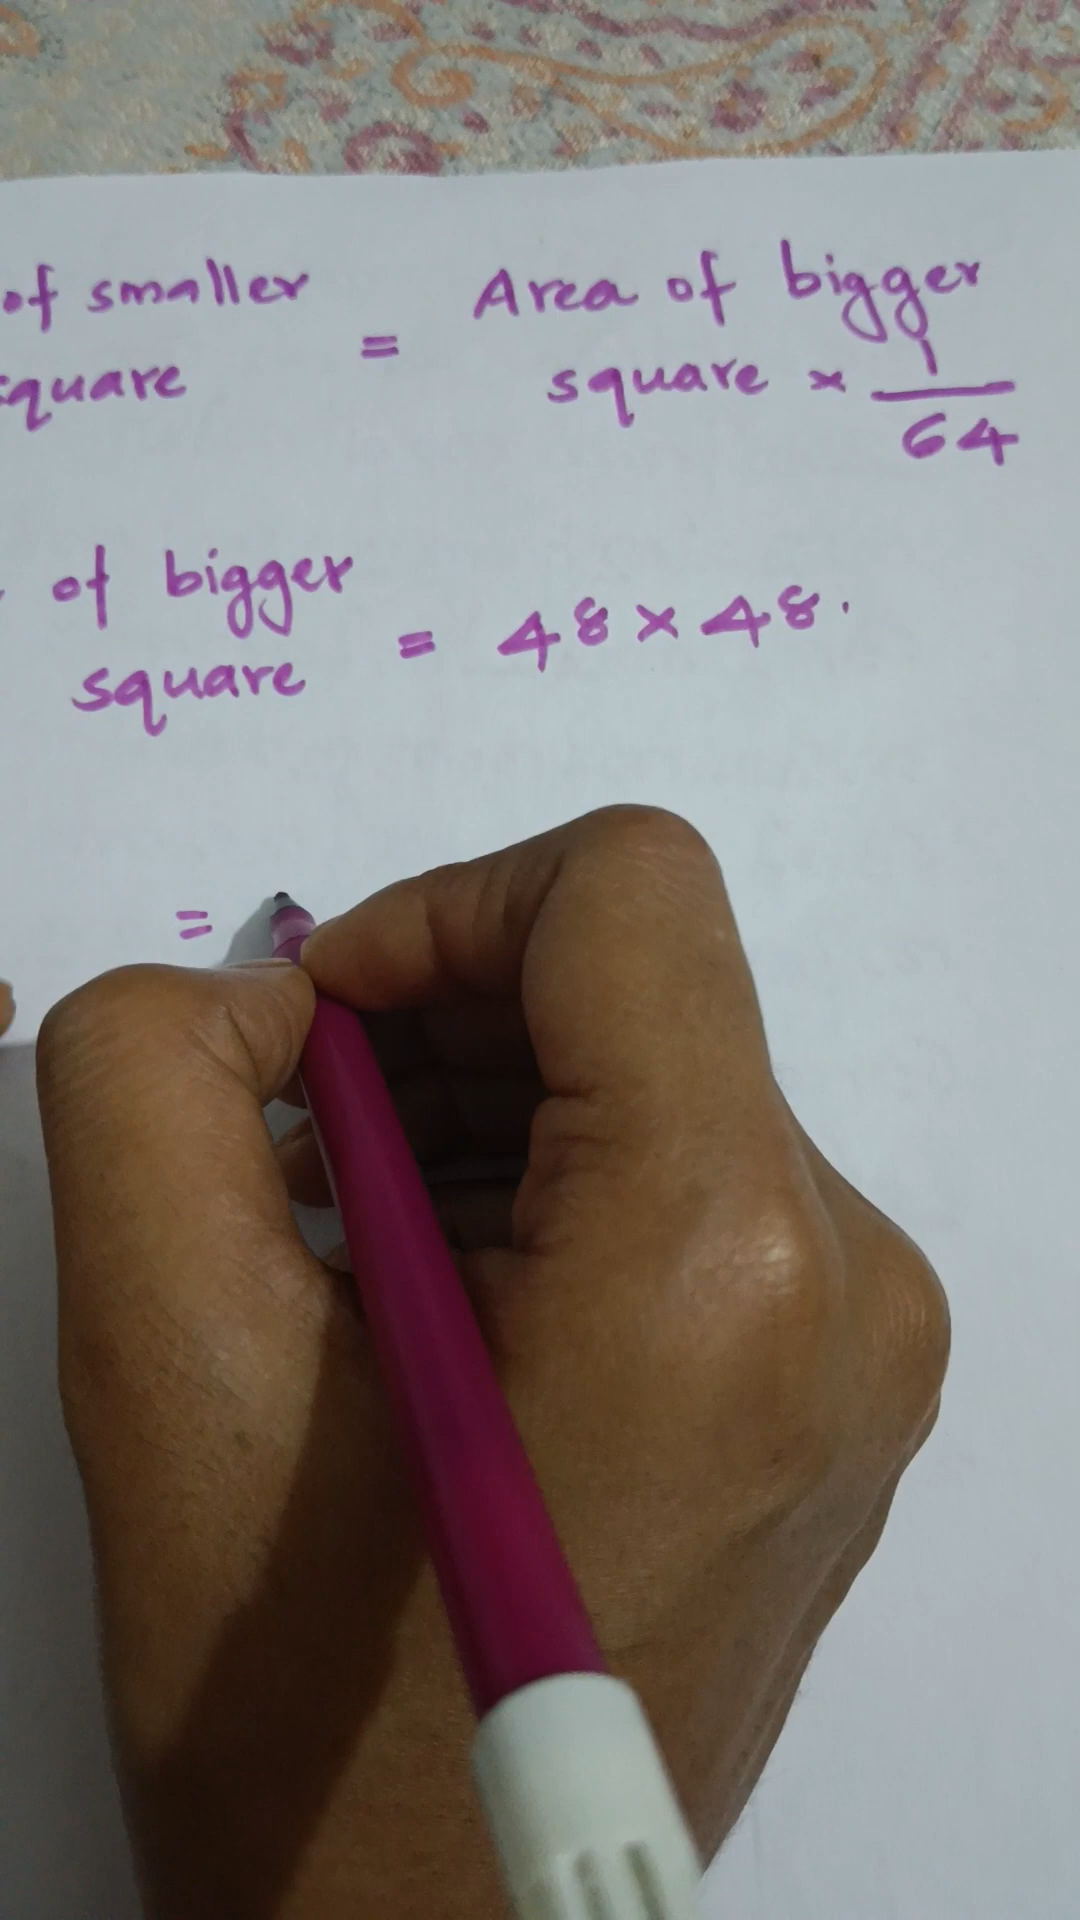 of smaller = Area of bigger
square square × 1/64
of bigger
square = 48 × 48.
=